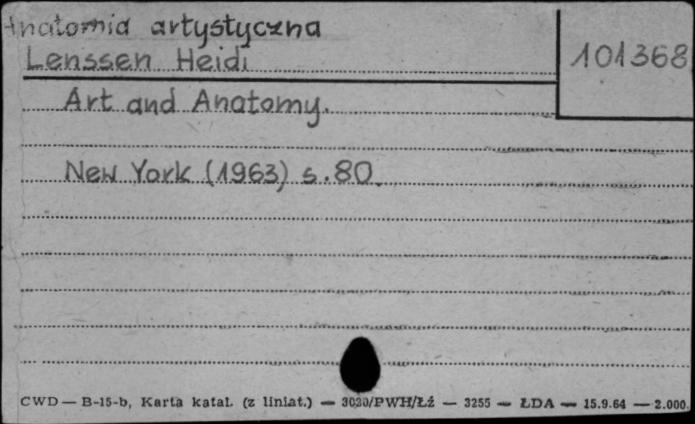 Anatomia artystyczna
Lenssen Heidi
101368
Art and Anatomy.
New York (1963) s.80.
CWD — B-15-b, Karta katal. (z liniat.) — 3020/PWH/Łź — 3255 — ŁDA — 15.9.64 — 2.000.